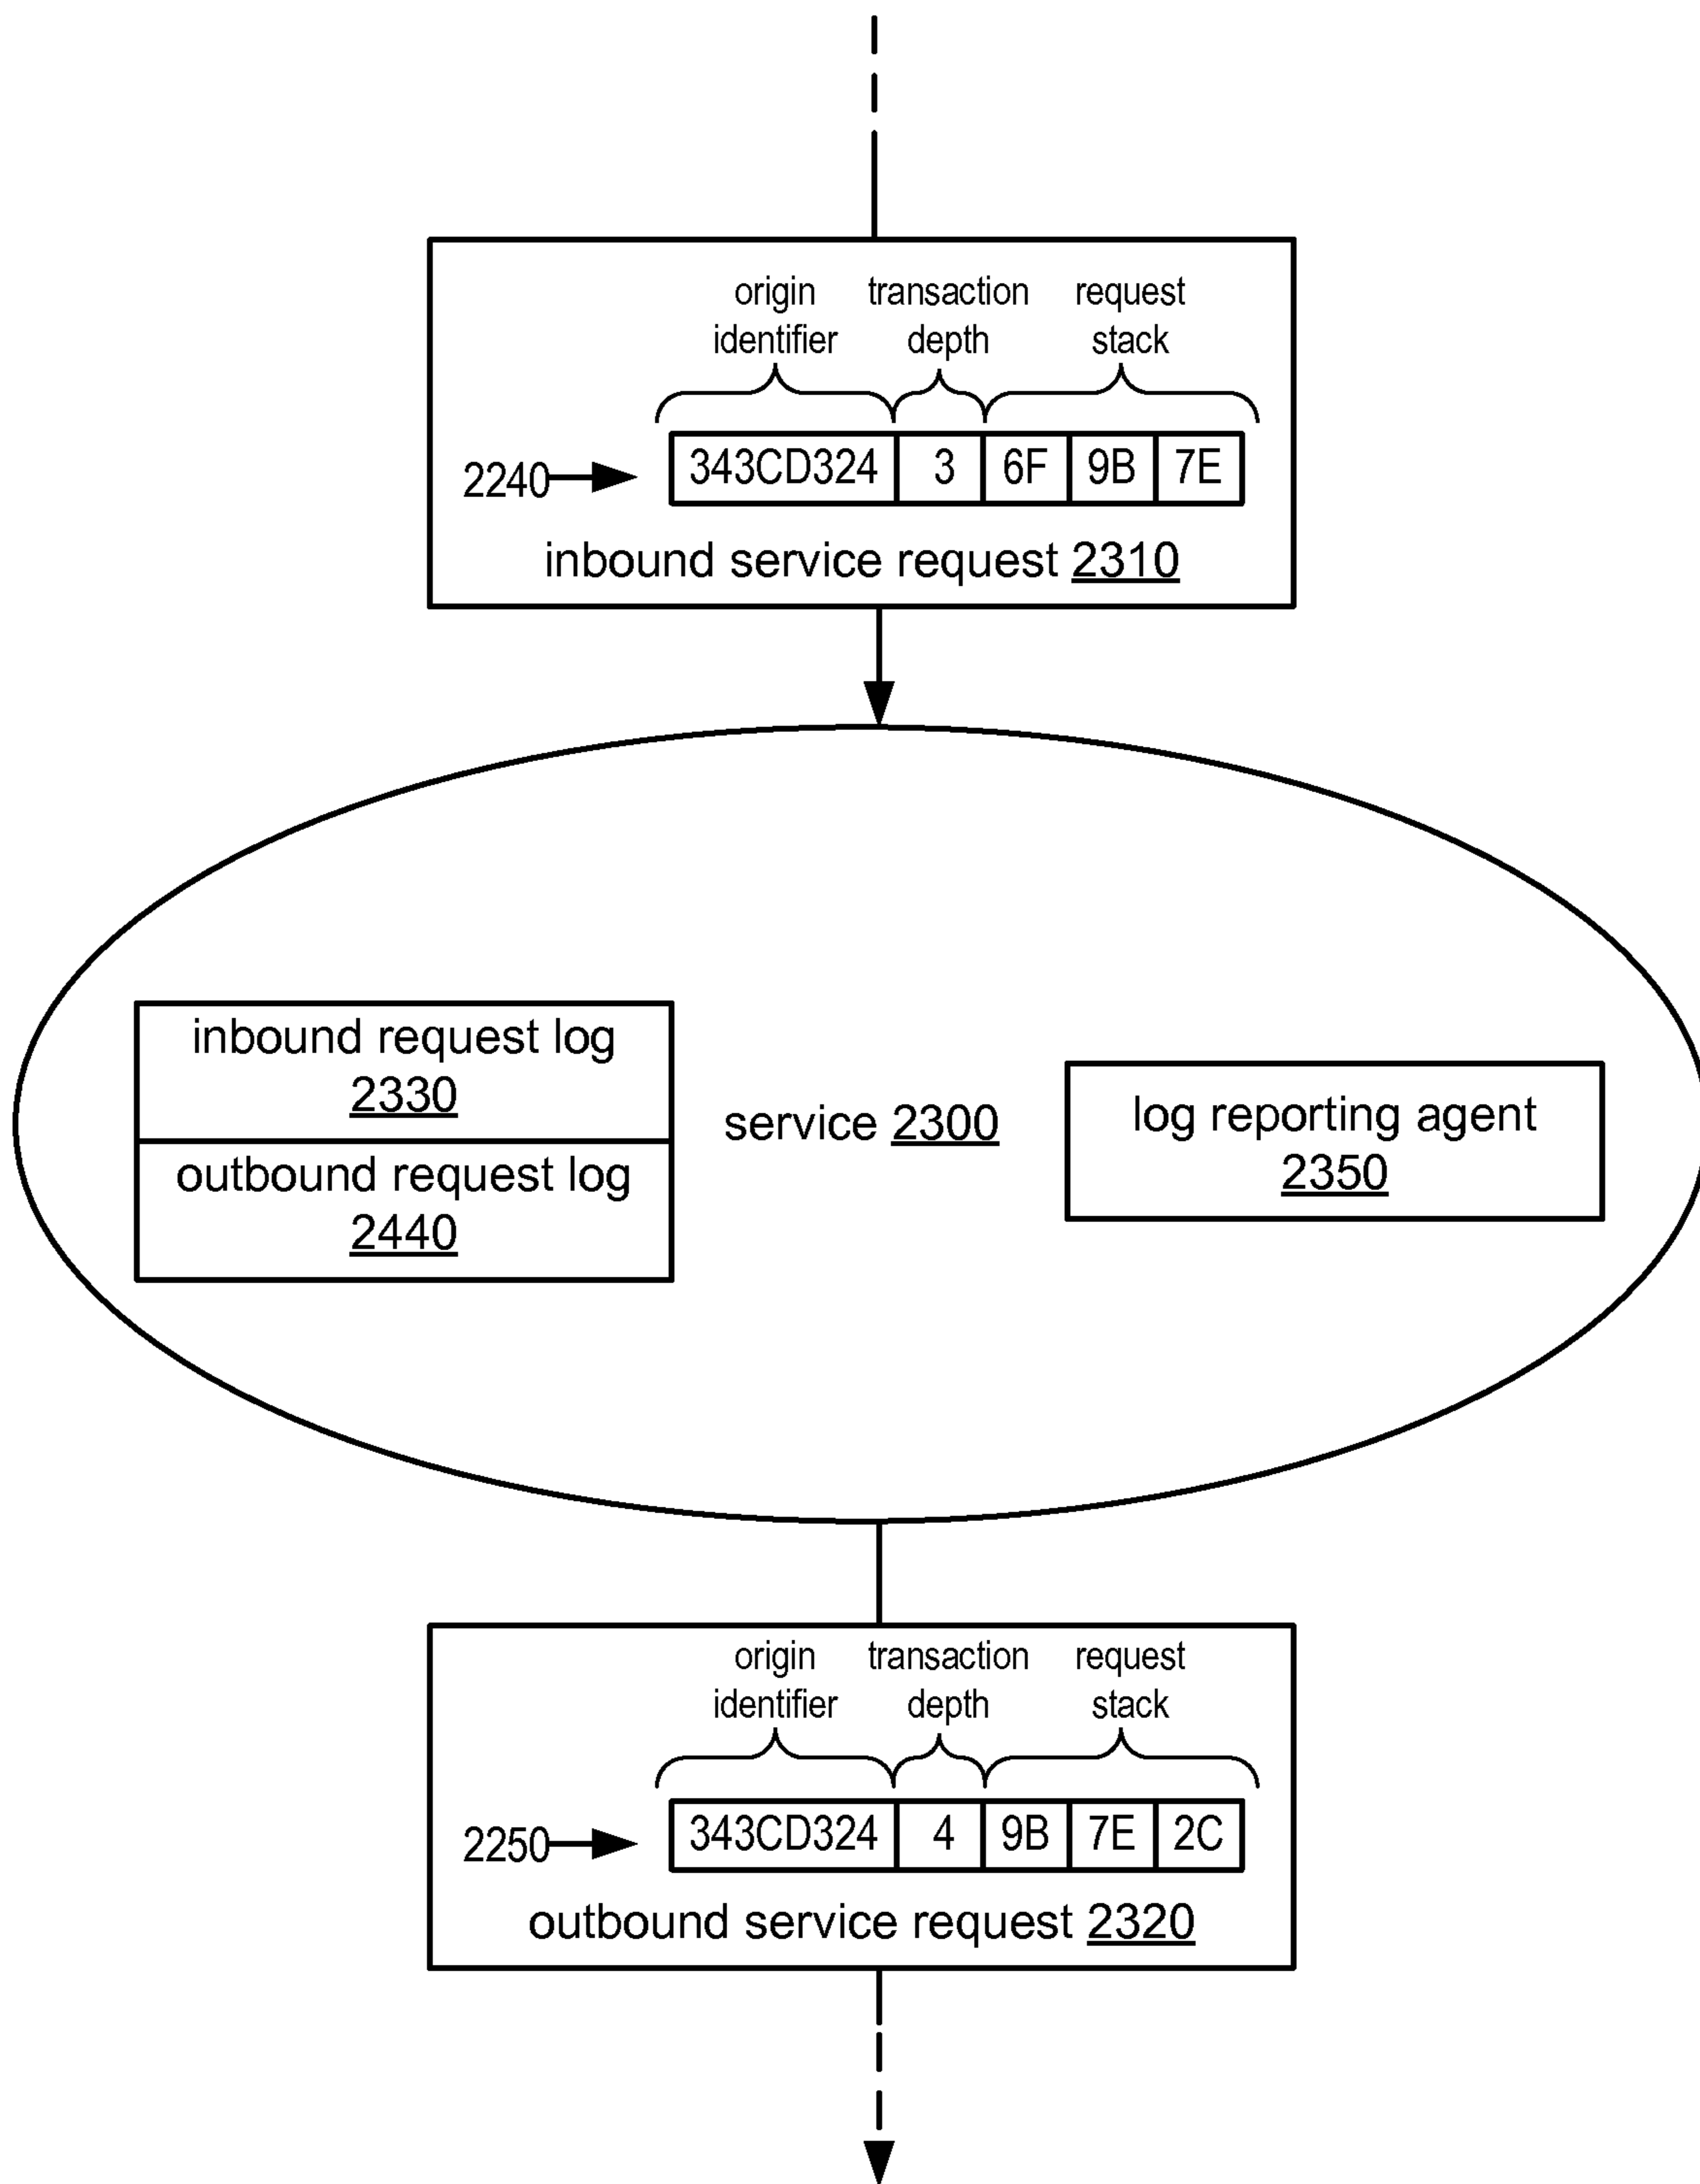 origin transaction request
identifier depth stack
2240 343CD324 3 6F 9B 7E
inbound service request 2310
inbound request log
2330
outbound request log
2440
service 2300
log reporting agent
2350
origin transaction request
identifier depth stack
2250 343CD324 4 9B 7E 2C
outbound service request 2320